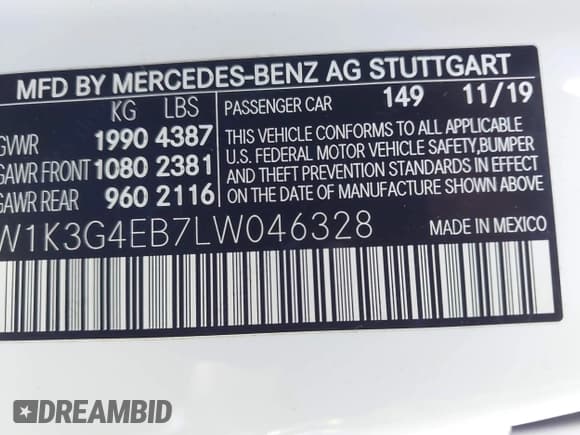 MFD BY MERCEDES-BENZ AG STUTTGART
KG LBS PASSENGER CAR 149 11/19
GVWR 1990 4387
GAWR FRONT 1080 2381
GAWR REAR 960 2116
THIS VEHICLE CONFORMS TO ALL APPLICABLE
U.S. FEDERAL MOTOR VEHICLE SAFETY,BUMPER
AND THEFT PREVENTION STANDARDS IN EFFECT
ON THE DATE OF MANUFACTURE SHOWN ABOVE.
W1K3G4EB7LW046328 MADE IN MEXICO
DREAMBID